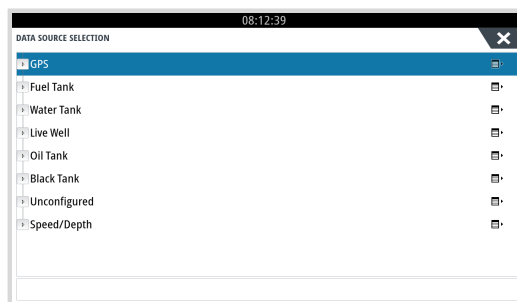 08:12:39
DATA SOURCE SELECTION
GPS
Fuel Tank
Water Tank
Live Well
Oil Tank
Black Tank
Unconfigured
Speed/Depth